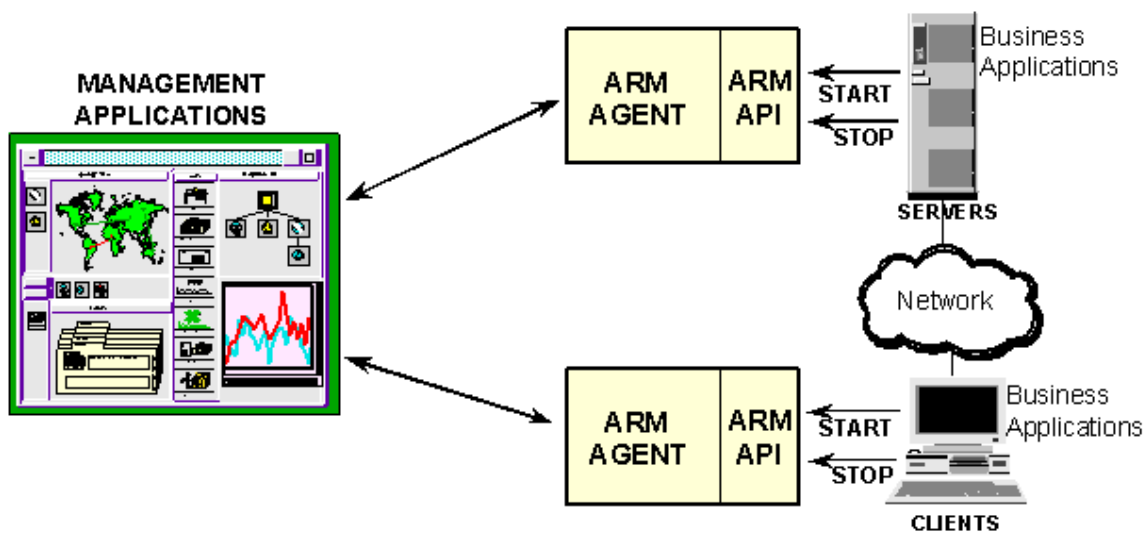 MANAGEMENT
APPLICATIONS
ARM
AGENT
ARM
API
START
STOP
Business
Applications
SERVERS
Network
ARM
AGENT
ARM
API
START
STOP
Business
Applications
CLIENTS